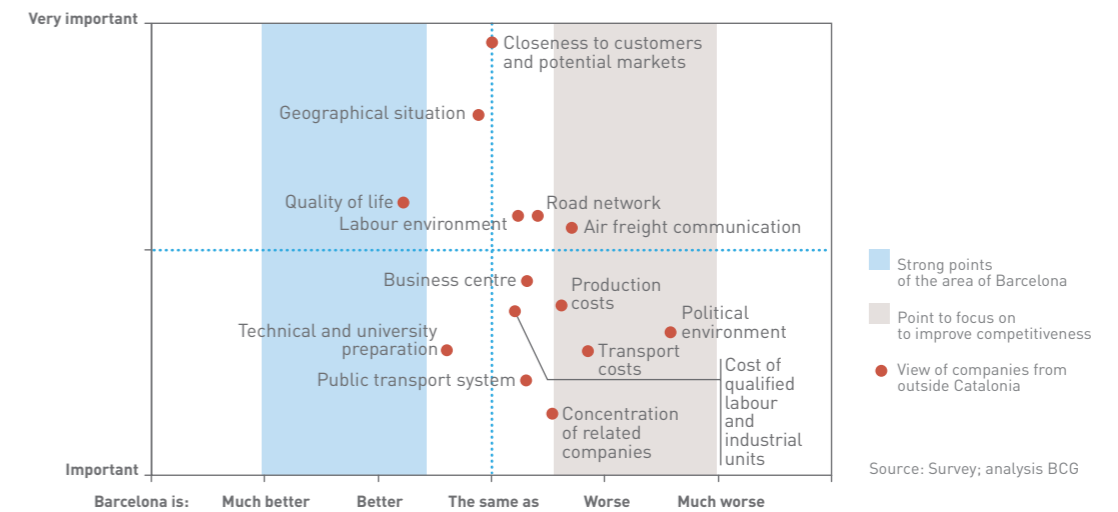 Very important
Closeness to customers
and potential markets
Geographical situation
Quality of life
Road network
Labour environment
Air freight communication
Business centre
Production
costs
Political
environment
Technical and university
preparation
Transport
costs
Public transport system
Cost of
qualified
labour
and
industrial
units
Concentration
of related
companies
Important
Barcelona is:
Much better
Better
The same as
Worse
Much worse
Strong points
of the area of Barcelona
Point to focus on
to improve competitiveness
View of companies from
outside Catalonia
Source: Survey; analysis BCG